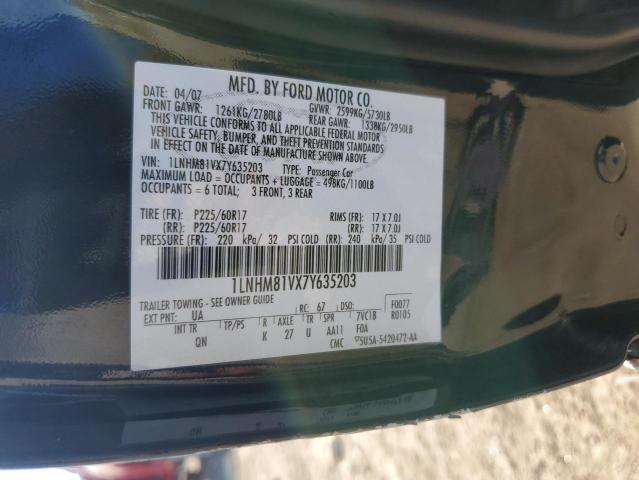 MFD. BY FORD MOTOR CO.
DATE: 04/07 GVWR: 2599KG/5730LB
FRONT GAWR: 1261KG/2780LB REAR GAWR: 1338KG/2950LB
THIS VEHICLE CONFORMS TO ALL APPLICABLE FEDERAL MOTOR
VEHICLE SAFETY, BUMPER, AND THEFT PREVENTION STANDARDS
IN EFFECT ON THE DATE OF MANUFACTURE SHOWN ABOVE.
VIN: 1LNHM81VX7Y635203 TYPE: Passenger Car
MAXIMUM LOAD = OCCUPANTS + LUGGAGE = 498KG/1100LB
OCCUPANTS = 6 TOTAL; 3 FRONT, 3 REAR
TIRE (FR): P225/60R17 RIMS (FR): 17 X 7.0J
(RR): P225/60R17 (RR): 17 X 7.0J
PRESSURE (FR): 220 kPa/ 32 PSI COLD (RR): 240 kPa/ 35 PSI COLD
1LNHM81VX7Y635203
TRAILER TOWING - SEE OWNER GUIDE
EXT PNT: UA RC: 67 DSO: F0077
R0105
INT TR TP/PS R AXLE TR SPR 7VC1B
QN K 27 U AA11 FOA
CMC 5U5A-5420472-AA